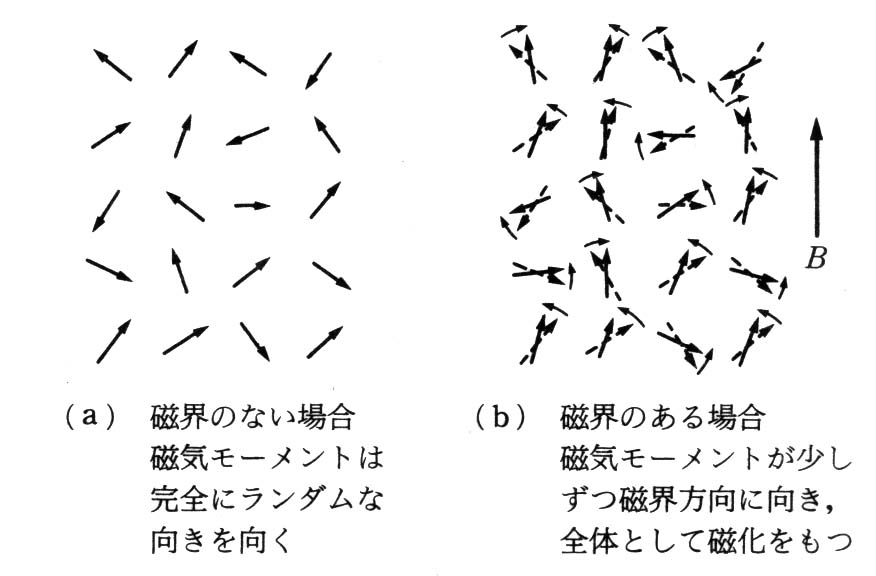 B
(a) 磁界のない場合
磁気モーメントは
完全にランダムな
向きを向く
(b) 磁界のある場合
磁気モーメントが少し
ずつ磁界方向に向き，
全体として磁化をもつ